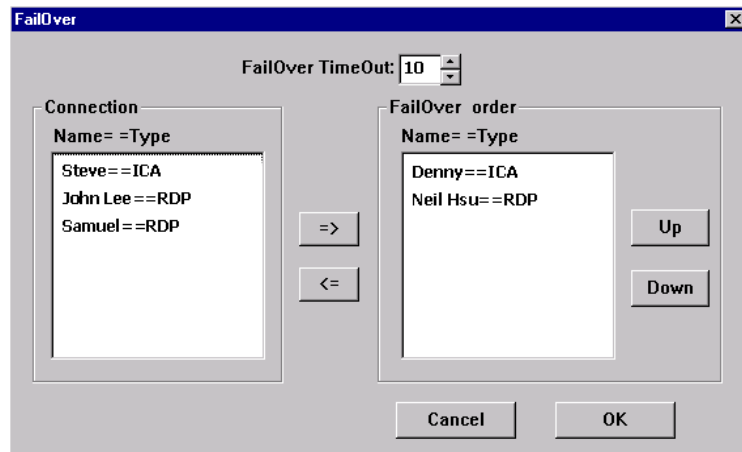 FailOver
FailOver TimeOut: 10
Connection
Name= =Type
Steve==ICA
John Lee==RDP
Samuel==RDP
=>
<=
FailOver order
Name= =Type
Denny==ICA
Neil Hsu==RDP
Up
Down
Cancel
OK